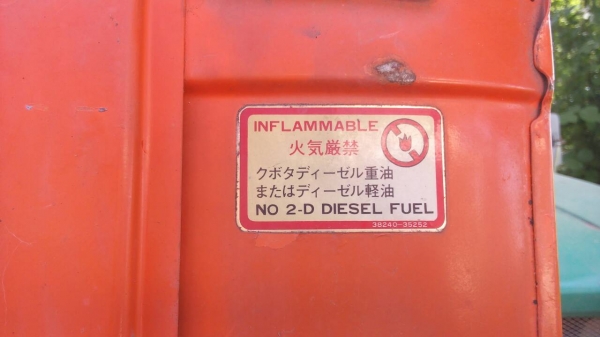 INFLAMMABLE
火気厳禁
クボタディーゼル重油
またはディーゼル軽油
NO 2-D DIESEL FUEL
38240-35252